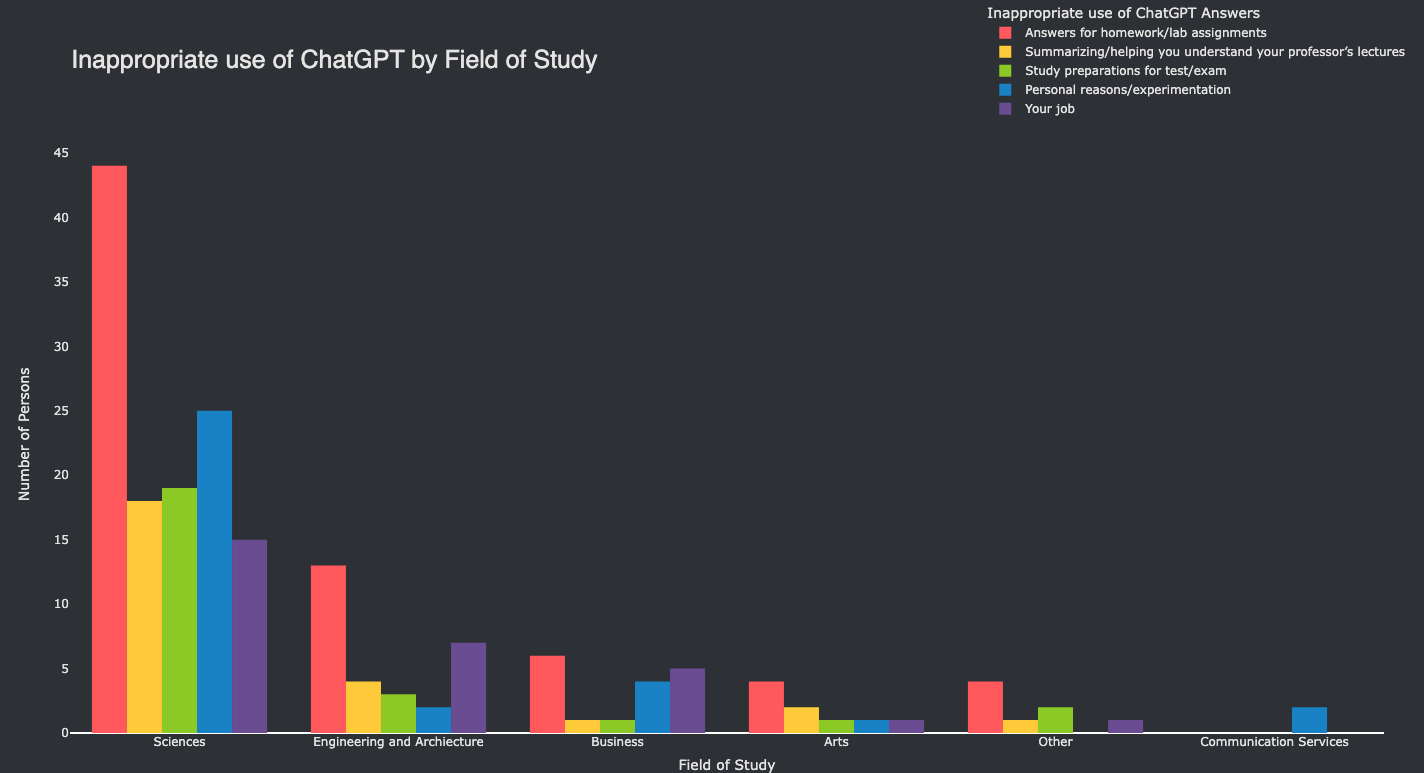 Inappropriate use of ChatGPT Answers
Answers for homework/lab assignments
Summarizing/helping you understand your professor’s lectures
Study preparations for test/exam
Personal reasons/experimentation
Your job
Inappropriate use of ChatGPT by Field of Study
45
40
35
30
25
20
15
10
5
0
Number of Persons
Sciences
Engineering and Archiecture
Business
Arts
Other
Communication Services
Field of Study